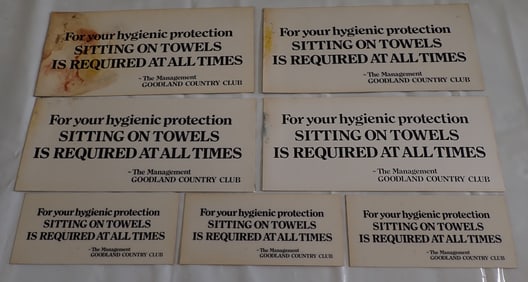 For your hygienic protection
SITTING ON TOWELS
IS REQUIRED AT ALL TIMES
~The Management
GOODLAND COUNTRY CLUB
For your hygienic protection
SITTING ON TOWELS
IS REQUIRED AT ALL TIMES
~The Management
GOODLAND COUNTRY CLUB
For your hygienic protection
SITTING ON TOWELS
IS REQUIRED AT ALL TIMES
~The Management
GOODLAND COUNTRY CLUB
For your hygienic protection
SITTING ON TOWELS
IS REQUIRED AT ALL TIMES
~The Management
GOODLAND COUNTRY CLUB
For your hygienic protection
SITTING ON TOWELS
IS REQUIRED AT ALL TIMES
~The Management
GOODLAND COUNTRY CLUB
For your hygienic protection
SITTING ON TOWELS
IS REQUIRED AT ALL TIMES
~The Management
GOODLAND COUNTRY CLUB
For your hygienic protection
SITTING ON TOWELS
IS REQUIRED AT ALL TIMES
~The Management
GOODLAND COUNTRY CLUB